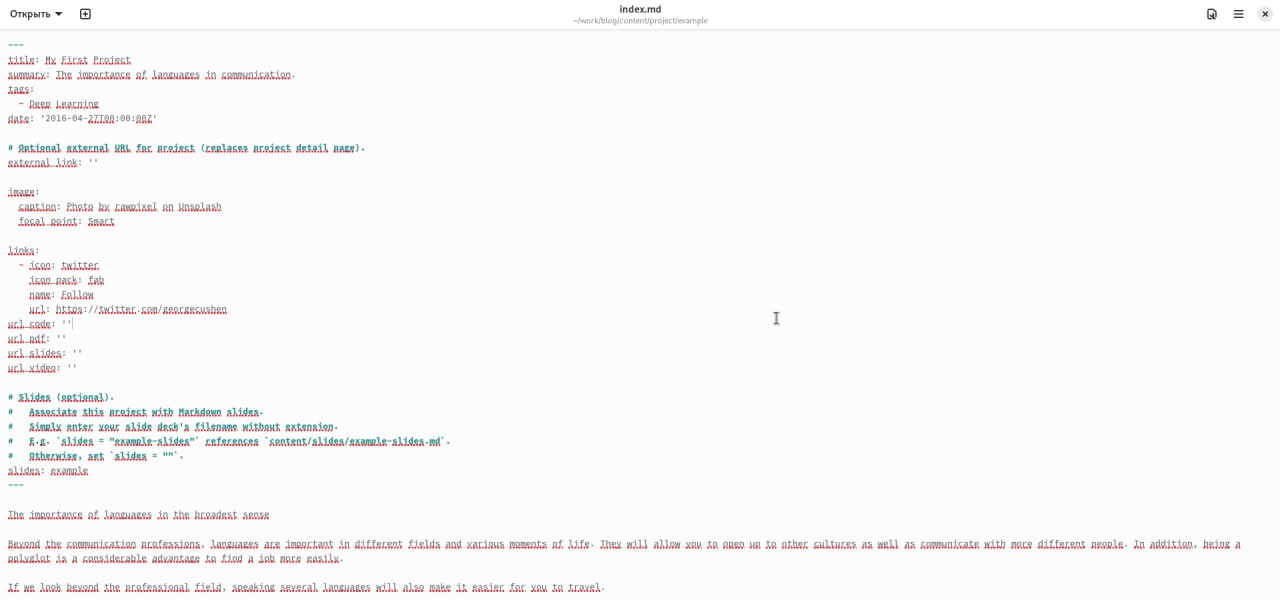 Открыть
index.md
~/work/blog/content/project/example
---
title: My First Project
summary: The importance of languages in communication.
tags:
  - Deep Learning
date: '2016-04-27T00:00:00Z'

# Optional external URL for project (replaces project detail page).
external_link: ''

image:
  caption: Photo by rawpixel on Unsplash
  focal_point: Smart

links:
  - icon: twitter
    icon_pack: fab
    name: Follow
    url: https://twitter.com/georgecushen
url_code: ''
url_pdf: ''
url_slides: ''
url_video: ''

# Slides (optional).
#   Associate this project with Markdown slides.
#   Simply enter your slide deck's filename without extension.
#   E.g. `slides = "example-slides"` references `content/slides/example-slides.md`.
#   Otherwise, set `slides = ""`.
slides: example
---

The importance of languages in the broadest sense

Beyond the communication professions, languages are important in different fields and various moments of life. They will allow you to open up to other cultures as well as communicate with more different people. In addition, being a
polyglot is a considerable advantage to find a job more easily.

If we look beyond the professional field, speaking several languages will also make it easier for you to travel.